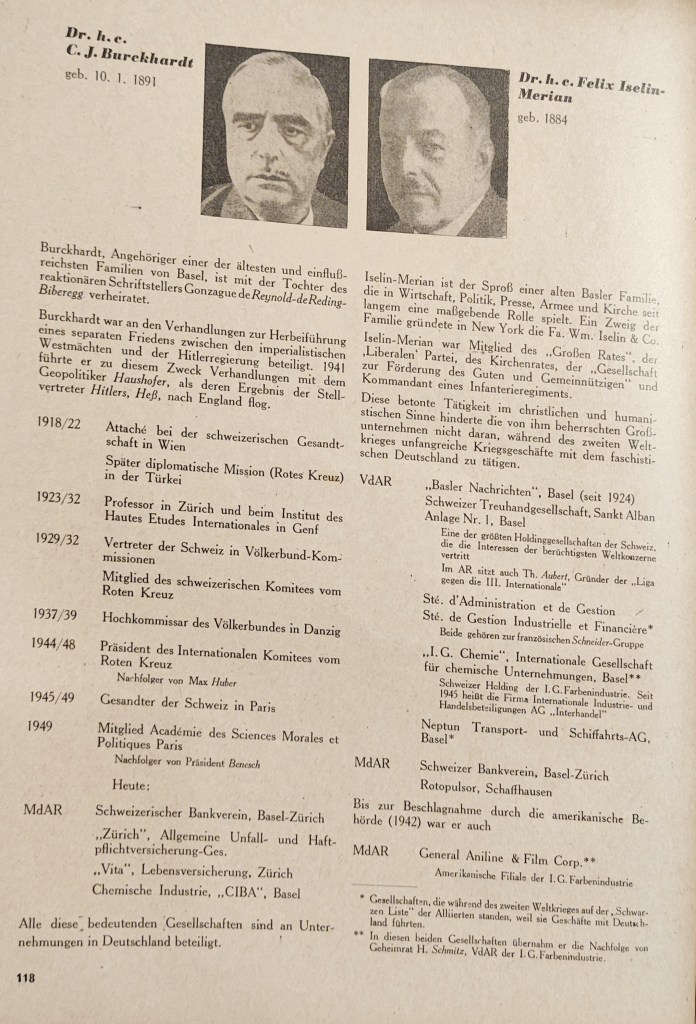 Dr. h. c.
C. J. Burckhardt
geb. 10. 1. 1891
Dr. h. c. Felix Iselin-
Merian
geb. 1884
Burckhardt, Angehöriger einer der ältesten und einfluß-
reichsten Familien von Basel, ist mit der Tochter des
reaktionären Schriftstellers Gonzague de Reynold-de Reding-
Biberegg verheiratet.
Burckhardt war an den Verhandlungen zur Herbeiführung
eines separaten Friedens zwischen den imperialistischen
Westmächten und der Hitlerregierung beteiligt. 1941
führte er zu diesem Zweck Verhandlungen mit dem
Geopolitiker Haushofer, als deren Ergebnis der Stell-
vertreter Hitlers, Heß, nach England flog.
1918/22 Attaché bei der schweizerischen Gesandt-
schaft in Wien
Später diplomatische Mission (Rotes Kreuz)
in der Türkei
1923/32 Professor in Zürich und beim Institut des
Hautes Etudes Internationales in Genf
1929/32 Vertreter der Schweiz in Völkerbund-Kom-
missionen
Mitglied des schweizerischen Komitees vom
Roten Kreuz
1937/39 Hochkommissar des Völkerbundes in Danzig
1944/48 Präsident des Internationalen Komitees vom
Roten Kreuz
Nachfolger von Max Huber
1945/49 Gesandter der Schweiz in Paris
1949 Mitglied Académie des Sciences Morales et
Politiques Paris
Nachfolger von Präsident Benesch
Heute:
MdAR Schweizerischer Bankverein, Basel-Zürich
„Zürich", Allgemeine Unfall- und Haft-
pflichtversicherung-Ges.
„Vita", Lebensversicherung, Zürich
Chemische Industrie, „CIBA", Basel
Alle diese bedeutenden Gesellschaften sind an Unter-
nehmungen in Deutschland beteiligt.
118
Iselin-Merian ist der Sproß einer alten Basler Familie,
die in Wirtschaft, Politik, Presse, Armee und Kirche seit
langem eine maßgebende Rolle spielt. Ein Zweig der
Familie gründete in New York die Fa. Wm. Iselin & Co.
Iselin-Merian war Mitglied des „Großen Rates", der
‚Liberalen' Partei, des Kirchenrates, der „Gesellschaft
zur Förderung des Guten und Gemeinnützigen" und
Kommandant eines Infanterieregiments.
Diese betonte Tätigkeit im christlichen und humani-
stischen Sinne hinderte die von ihm beherrschten Groß-
unternehmen nicht daran, während des zweiten Welt-
krieges umfangreiche Kriegsgeschäfte mit dem faschisti-
schen Deutschland zu tätigen.
VdAR „Basler Nachrichten", Basel (seit 1924)
Schweizer Treuhandgesellschaft, Sankt Alban
Anlage Nr. 1, Basel
Eine der größten Holdinggesellschaften der Schweiz,
die die Interessen der berüchtigsten Weltkonzerne
vertritt
Im AR sitzt auch Th. Aubert, Gründer der „Liga
gegen die III. Internationale"
Sté. d'Administration et de Gestion
Sté. de Gestion Industrielle et Financière*
Beide gehören zur französischen Schneider-Gruppe
„I. G. Chemie", Internationale Gesellschaft
für chemische Unternehmungen, Basel**
Schweizer Holding der I. G. Farbenindustrie. Seit
1945 heißt die Firma Internationale Industrie- und
Handelsbeteiligungen AG „Interhandel"
Neptun Transport- und Schiffahrts-AG,
Basel*
MdAR Schweizer Bankverein, Basel-Zürich
Rotopulsor, Schaffhausen
Bis zur Beschlagnahme durch die amerikanische Be-
hörde (1942) war er auch
MdAR General Aniline & Film Corp.**
Amerikanische Filiale der I. G. Farbenindustrie
* Gesellschaften, die während des zweiten Weltkrieges auf der „Schwar-
zen Liste" der Alliierten standen, weil sie Geschäfte mit Deutsch-
land führten.
** In diesen beiden Gesellschaften übernahm er die Nachfolge von
Geheimrat H. Schmitz, VdAR der I. G. Farbenindustrie.